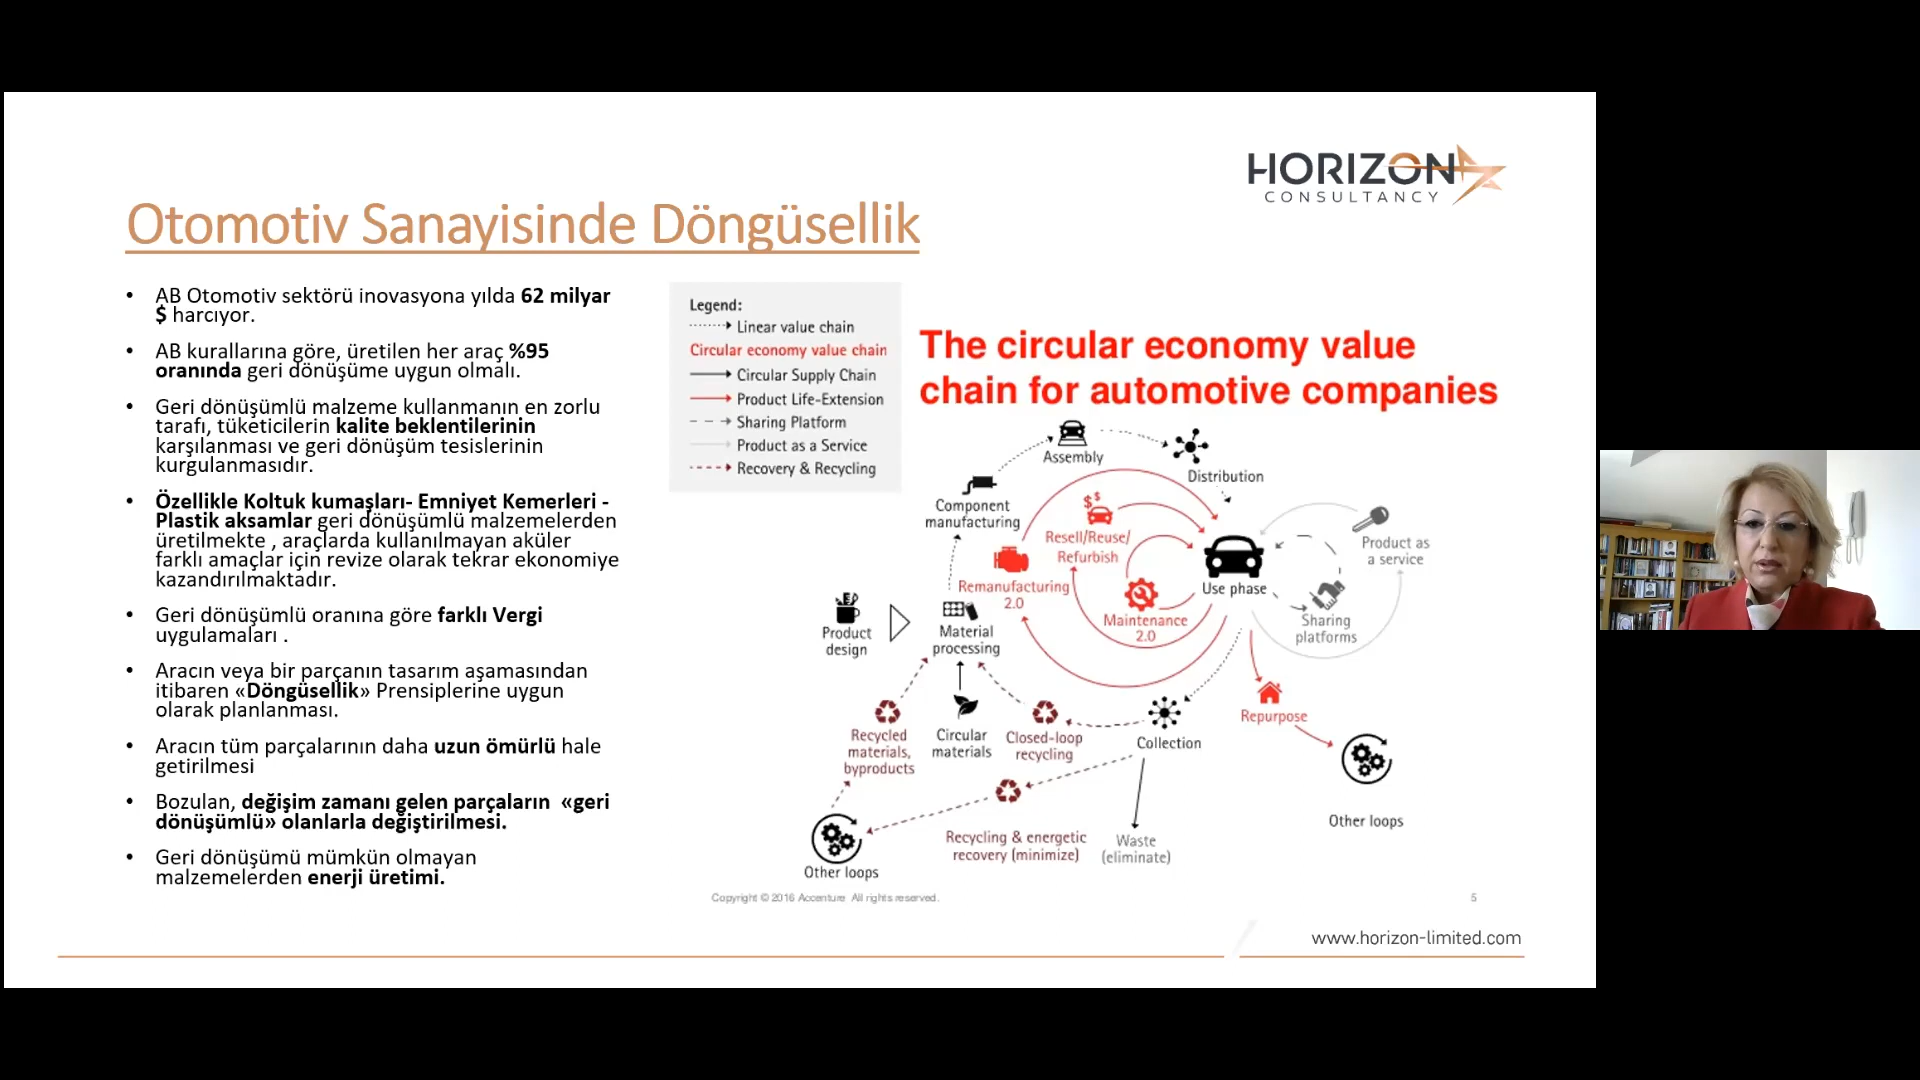 HORIZON
CONSULTANCY
Otomotiv Sanayisinde Döngüsellik
• AB Otomotiv sektörü inovasyona yılda 62 milyar
$ harcıyor.
• AB kurallarına göre, üretilen her araç %95
oranında geri dönüşüme uygun olmalı.
• Geri dönüşümlü malzeme kullanmanın en zorlu
tarafı, tüketicilerin kalite beklentilerinin
karşılanması ve geri dönüşüm tesislerinin
kurgulanmasıdır.
• Özellikle Koltuk kumaşları- Emniyet Kemerleri -
Plastik aksamlar geri dönüşümlü malzemelerden
üretilmekte , araçlarda kullanılmayan aküler
farklı amaçlar için revize olarak tekrar ekonomiye
kazandırılmaktadır.
• Geri dönüşümlü oranına göre farklı Vergi
uygulamaları .
• Aracın veya bir parçanın tasarım aşamasından
itibaren «Döngüsellik» Prensiplerine uygun
olarak planlanması.
• Aracın tüm parçalarının daha uzun ömürlü hale
getirilmesi
• Bozulan, değişim zamanı gelen parçaların «geri
dönüşümlü» olanlarla değiştirilmesi.
• Geri dönüşümü mümkün olmayan
malzemelerden enerji üretimi.
Legend:
Linear value chain
Circular economy value chain
Circular Supply Chain
Product Life-Extension
Sharing Platform
Product as a Service
Recovery & Recycling
The circular economy value
chain for automotive companies
Assembly
Distribution
Component
manufacturing
$$
Resell/Reuse/
Refurbish
Product as
a service
Remanufacturing
2.0
Use phase
Maintenance
2.0
Sharing
platforms
Product
design
Material
processing
Repurpose
Recycled
materials,
byproducts
Circular
materials
Closed-loop
recycling
Collection
Other loops
Recycling & energetic
recovery (minimize)
Waste
(eliminate)
Other loops
Copyright © 2016 Accenture All rights reserved.
5
www.horizon-limited.com